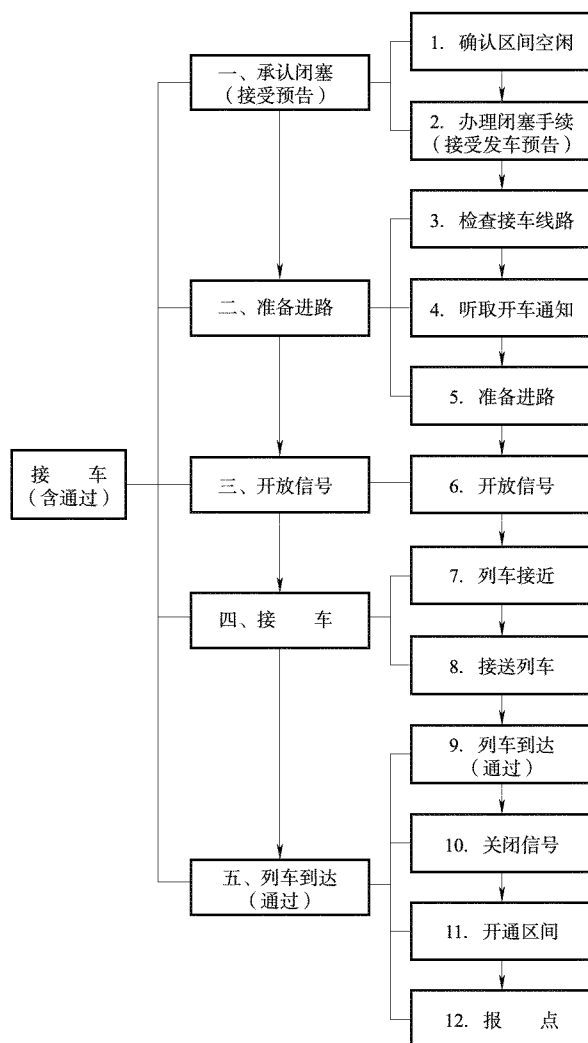 接　　车
（含通过）
一、承认闭塞
（接受预告）
1. 确认区间空闲
2. 办理闭塞手续
（接受发车预告）
二、准备进路
3. 检查接车线路
4. 听取开车通知
5. 准备进路
三、开放信号
6. 开放信号
四、接　　车
7. 列车接近
8. 接送列车
五、列车到达
（通过）
9. 列车到达
（通过）
10. 关闭信号
11. 开通区间
12. 报　　点